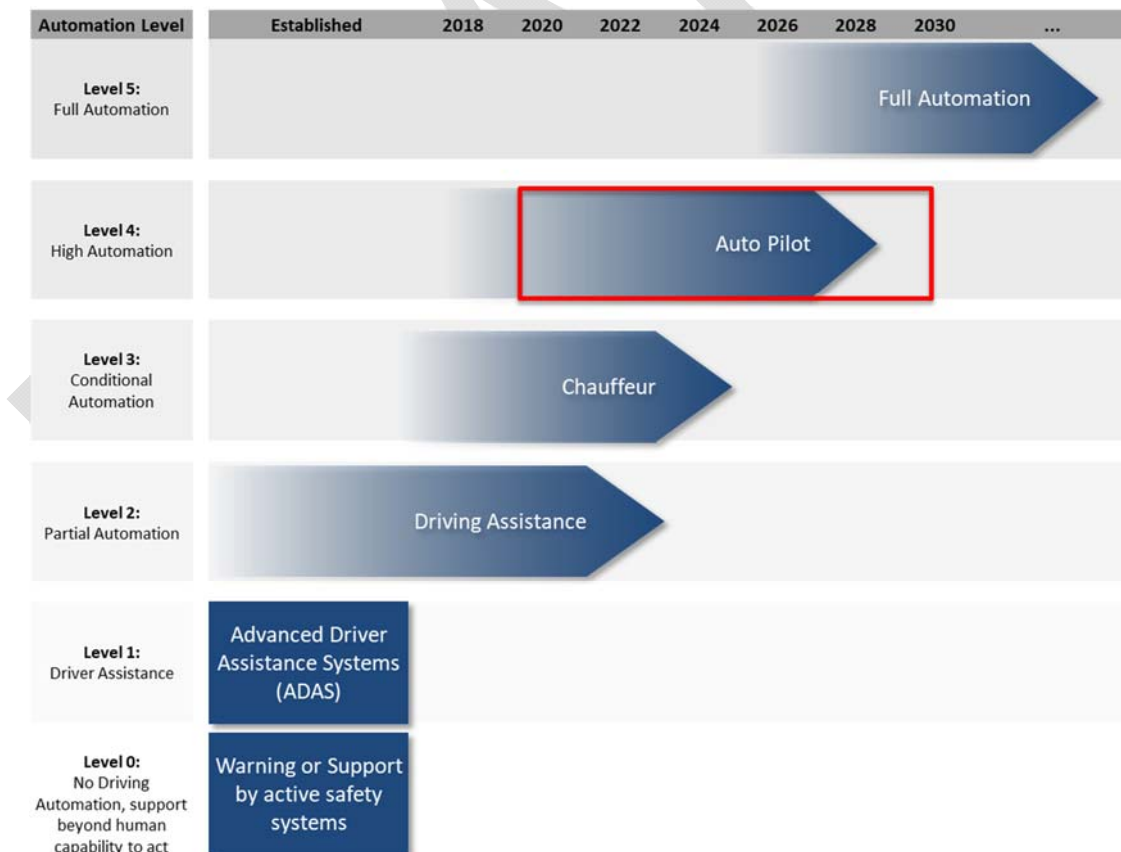 Automation Level Established 2018 2020 2022 2024 2026 2028 2030 ...
Level 5:
Full Automation
Full Automation
Level 4:
High Automation
Auto Pilot
Level 3:
Conditional
Automation
Chauffeur
Level 2:
Partial Automation
Driving Assistance
Level 1:
Driver Assistance
Advanced Driver
Assistance Systems
(ADAS)
Level 0:
No Driving
Automation, support
beyond human
capability to act
Warning or Support
by active safety
systems